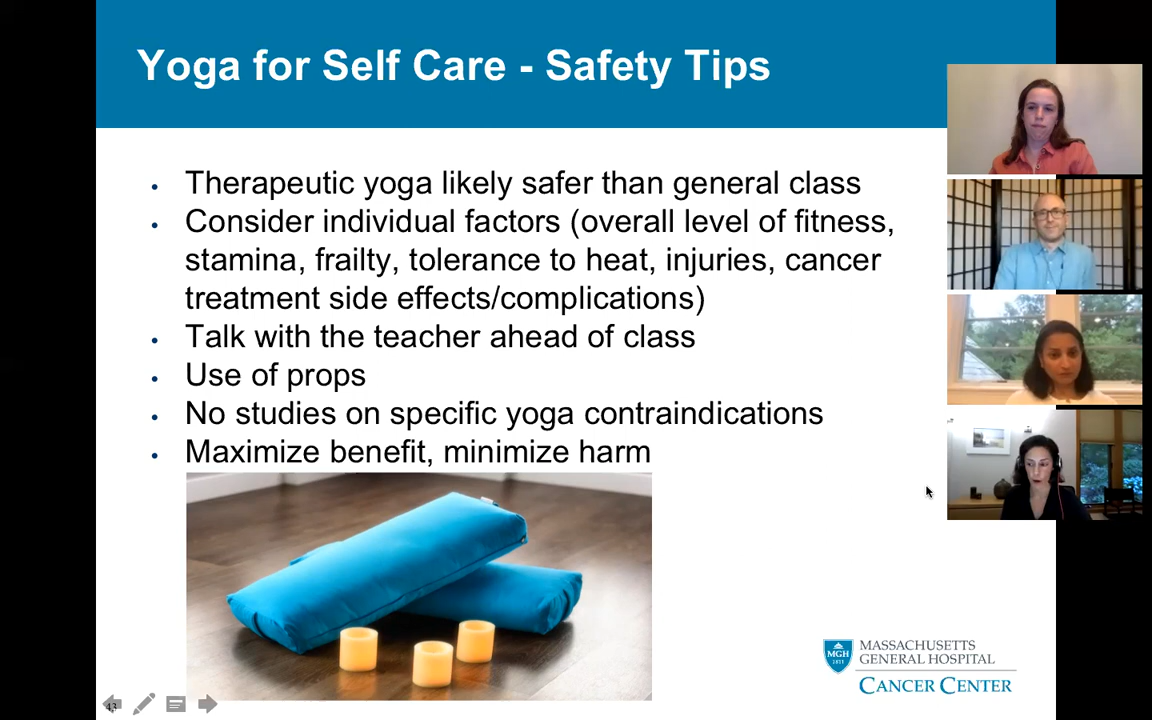 Yoga for Self Care - Safety Tips
• Therapeutic yoga likely safer than general class
• Consider individual factors (overall level of fitness,
stamina, frailty, tolerance to heat, injuries, cancer
treatment side effects/complications)
• Talk with the teacher ahead of class
• Use of props
• No studies on specific yoga contraindications
• Maximize benefit, minimize harm
MGH
1811
MASSACHUSETTS
GENERAL HOSPITAL
CANCER CENTER
43